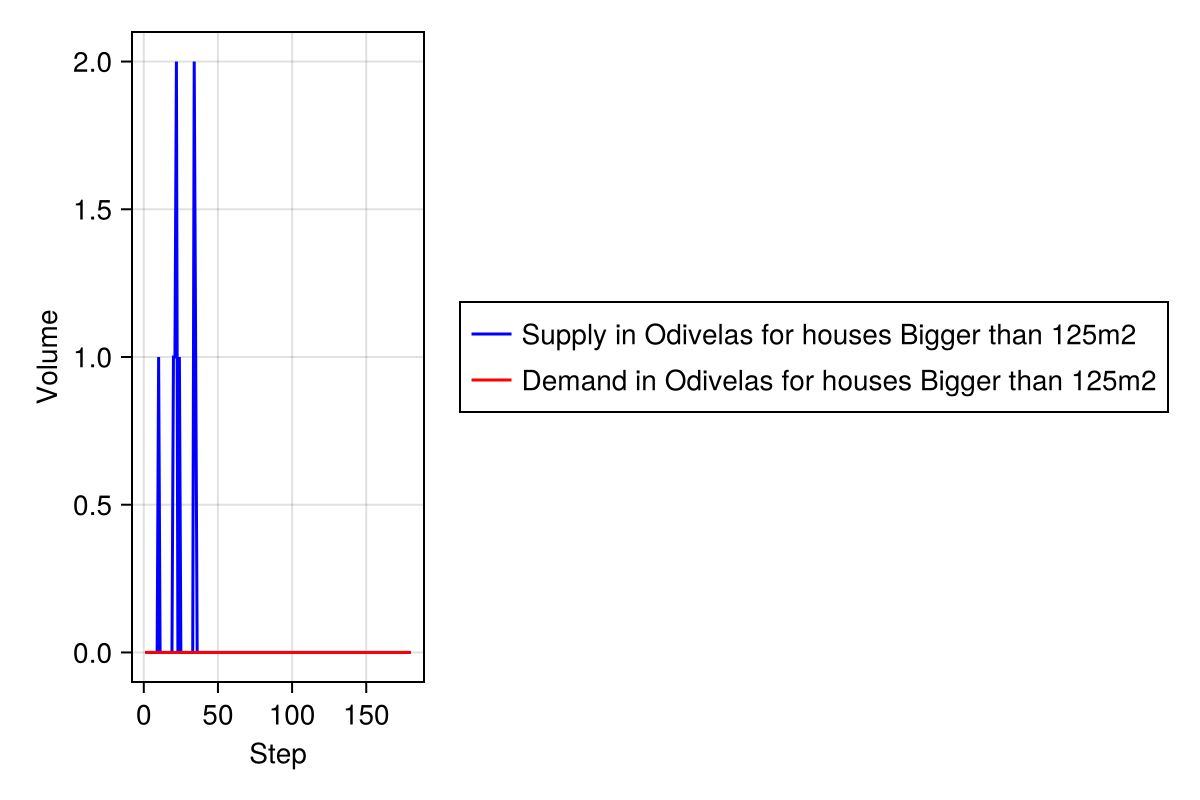 2.0
1.5
1.0
0.5
0.0
Volume
0 50 100 150
Step
Supply in Odivelas for houses Bigger than 125m2
Demand in Odivelas for houses Bigger than 125m2